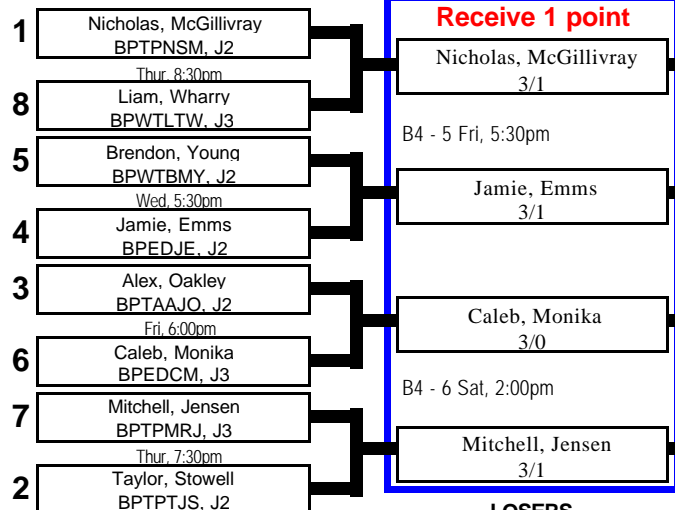 1
Nicholas, McGillivray
BPTPNSM, J2
Thur, 8:30pm
8
Liam, Wharry
BPWTLTW, J3
5
Brendon, Young
BPWTBMY, J2
Wed, 5:30pm
4
Jamie, Emms
BPEDJE, J2
3
Alex, Oakley
BPTAAJO, J2
Fri, 6:00pm
6
Caleb, Monika
BPEDCM, J3
7
Mitchell, Jensen
BPTPMRJ, J3
Thur, 7:30pm
2
Taylor, Stowell
BPTPTJS, J2
Receive 1 point
Nicholas, McGillivray
3/1
B4 - 5 Fri, 5:30pm
Jamie, Emms
3/1
Caleb, Monika
3/0
B4 - 6 Sat, 2:00pm
Mitchell, Jensen
3/1
LOSERS